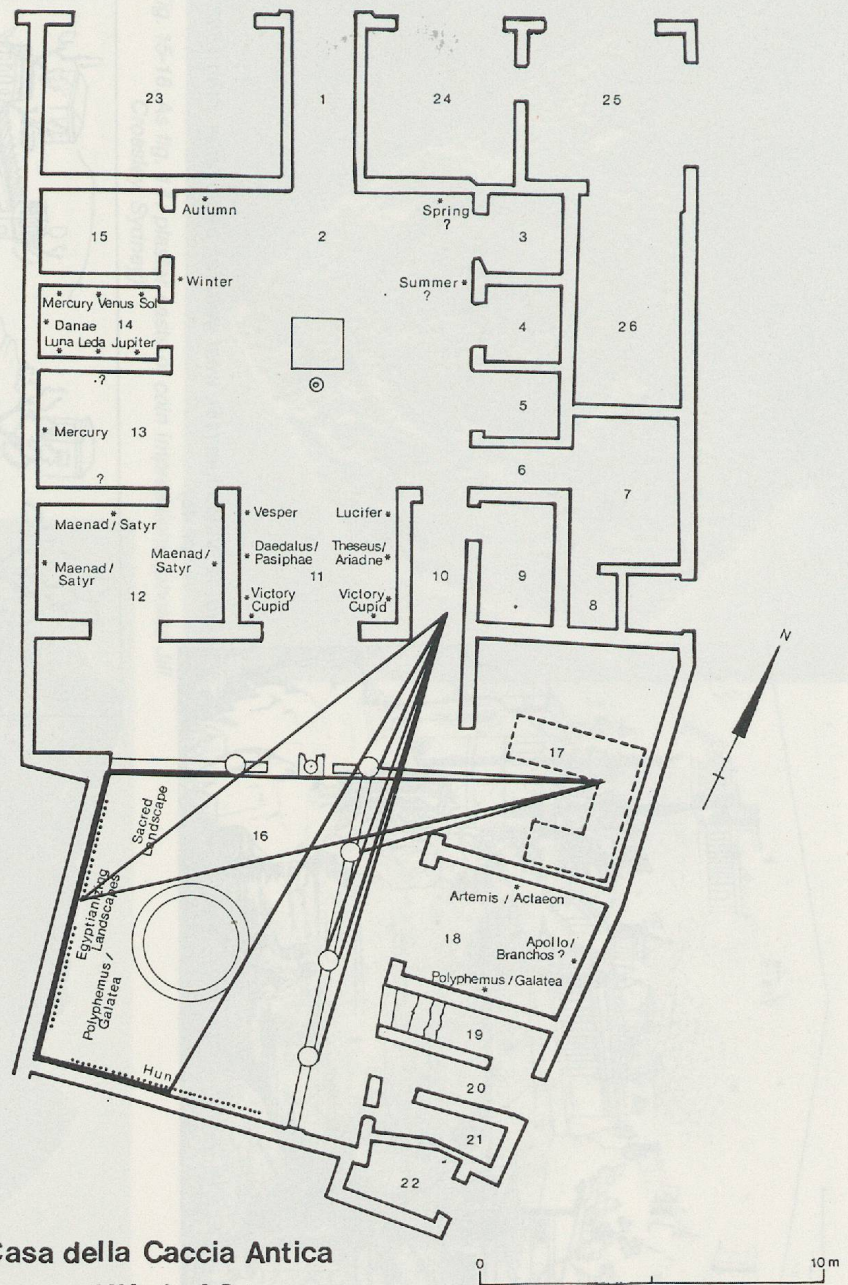 23
1
24
25
Autumn
Spring
?
15
2
3
Winter
Summer
?
Mercury Venus Sol
Danae 14
Luna Leda Jupiter
4
26
?
5
Mercury 13
?
6
7
Maenad / Satyr
Vesper
Lucifer
Maenad /
Satyr
Maenad /
Satyr
Daedalus /
Pasiphae
Theseus /
Ariadne
11
10
9
12
Victory
Cupid
Victory
Cupid
8
N
17
Sacred
Landscape
16
Egyptianizing
Landscapes
Artemis / Actaeon
18
Apollo /
Branchos ?
Polyphemus /
Galatea
Polyphemus / Galatea
19
Hun
20
21
22
Casa della Caccia Antica
0
10 m